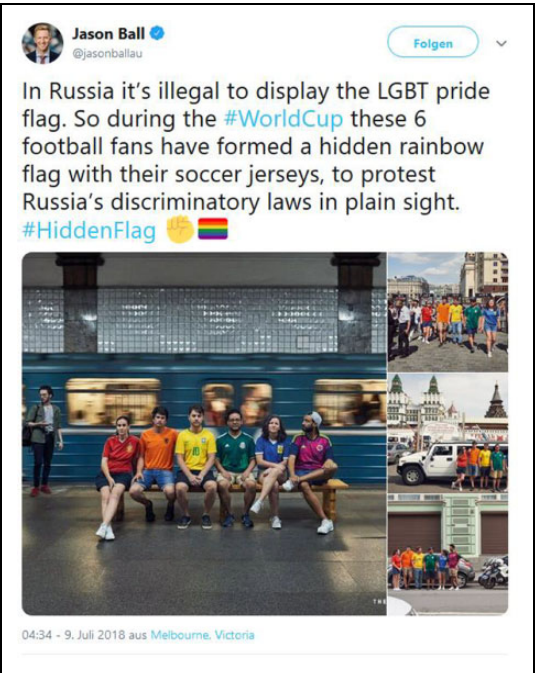 Jason Ball
@jasonballau
Folgen
In Russia it's illegal to display the LGBT pride
flag. So during the #WorldCup these 6
football fans have formed a hidden rainbow
flag with their soccer jerseys, to protest
Russia's discriminatory laws in plain sight.
#HiddenFlag
10
THE
04:34 - 9. Juli 2018 aus Melbourne, Victoria